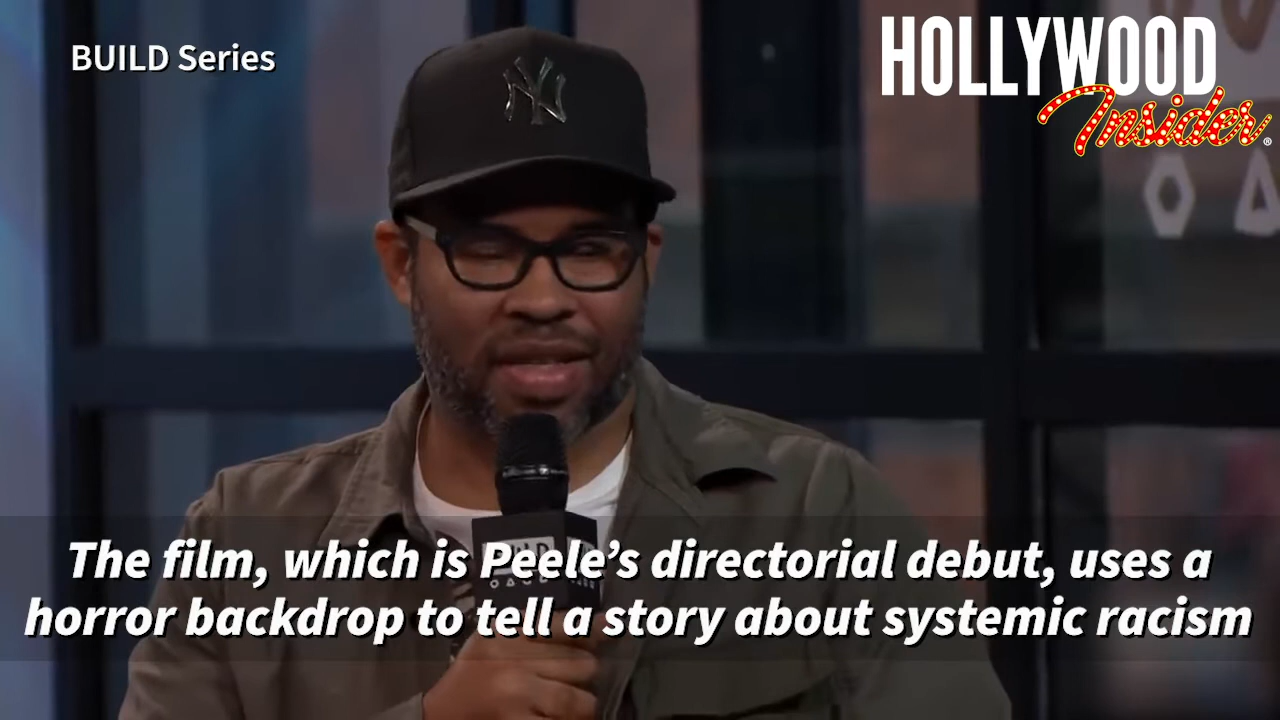 BUILD Series
HOLLYWOOD
Insider®
NY
The film, which is Peele's directorial debut, uses a
horror backdrop to tell a story about systemic racism